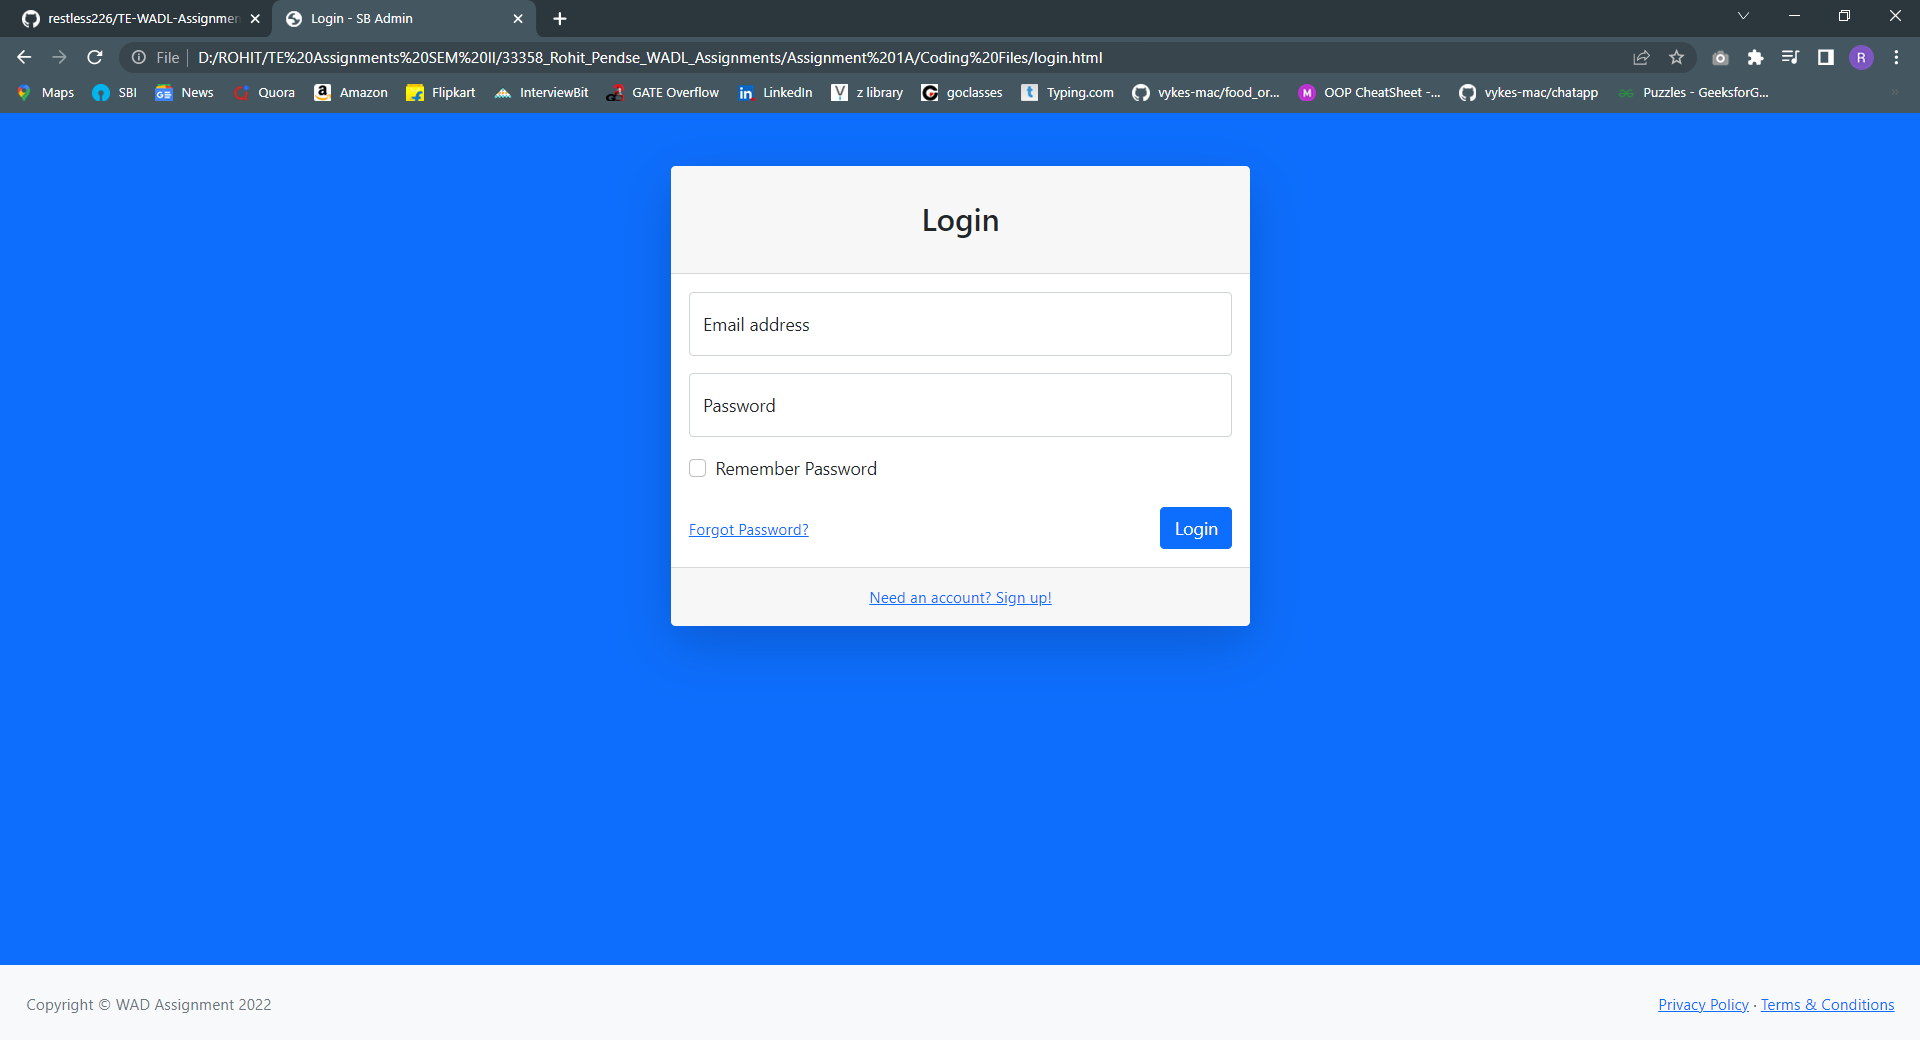 restless226/TE-WADL-Assignmen
Login - SB Admin
File
D:/ROHIT/TE%20Assignments%20SEM%20II/33358_Rohit_Pendse_WADL_Assignments/Assignment%201A/Coding%20Files/login.html
R
Maps
SBI
News
Quora
Amazon
Flipkart
InterviewBit
GATE Overflow
LinkedIn
z library
goclasses
Typing.com
vykes-mac/food_or...
OOP CheatSheet -...
vykes-mac/chatapp
Puzzles - GeeksforG...
Login
Email address
Password
Remember Password
Forgot Password?
Login
Need an account? Sign up!
Copyright © WAD Assignment 2022
Privacy Policy · Terms & Conditions